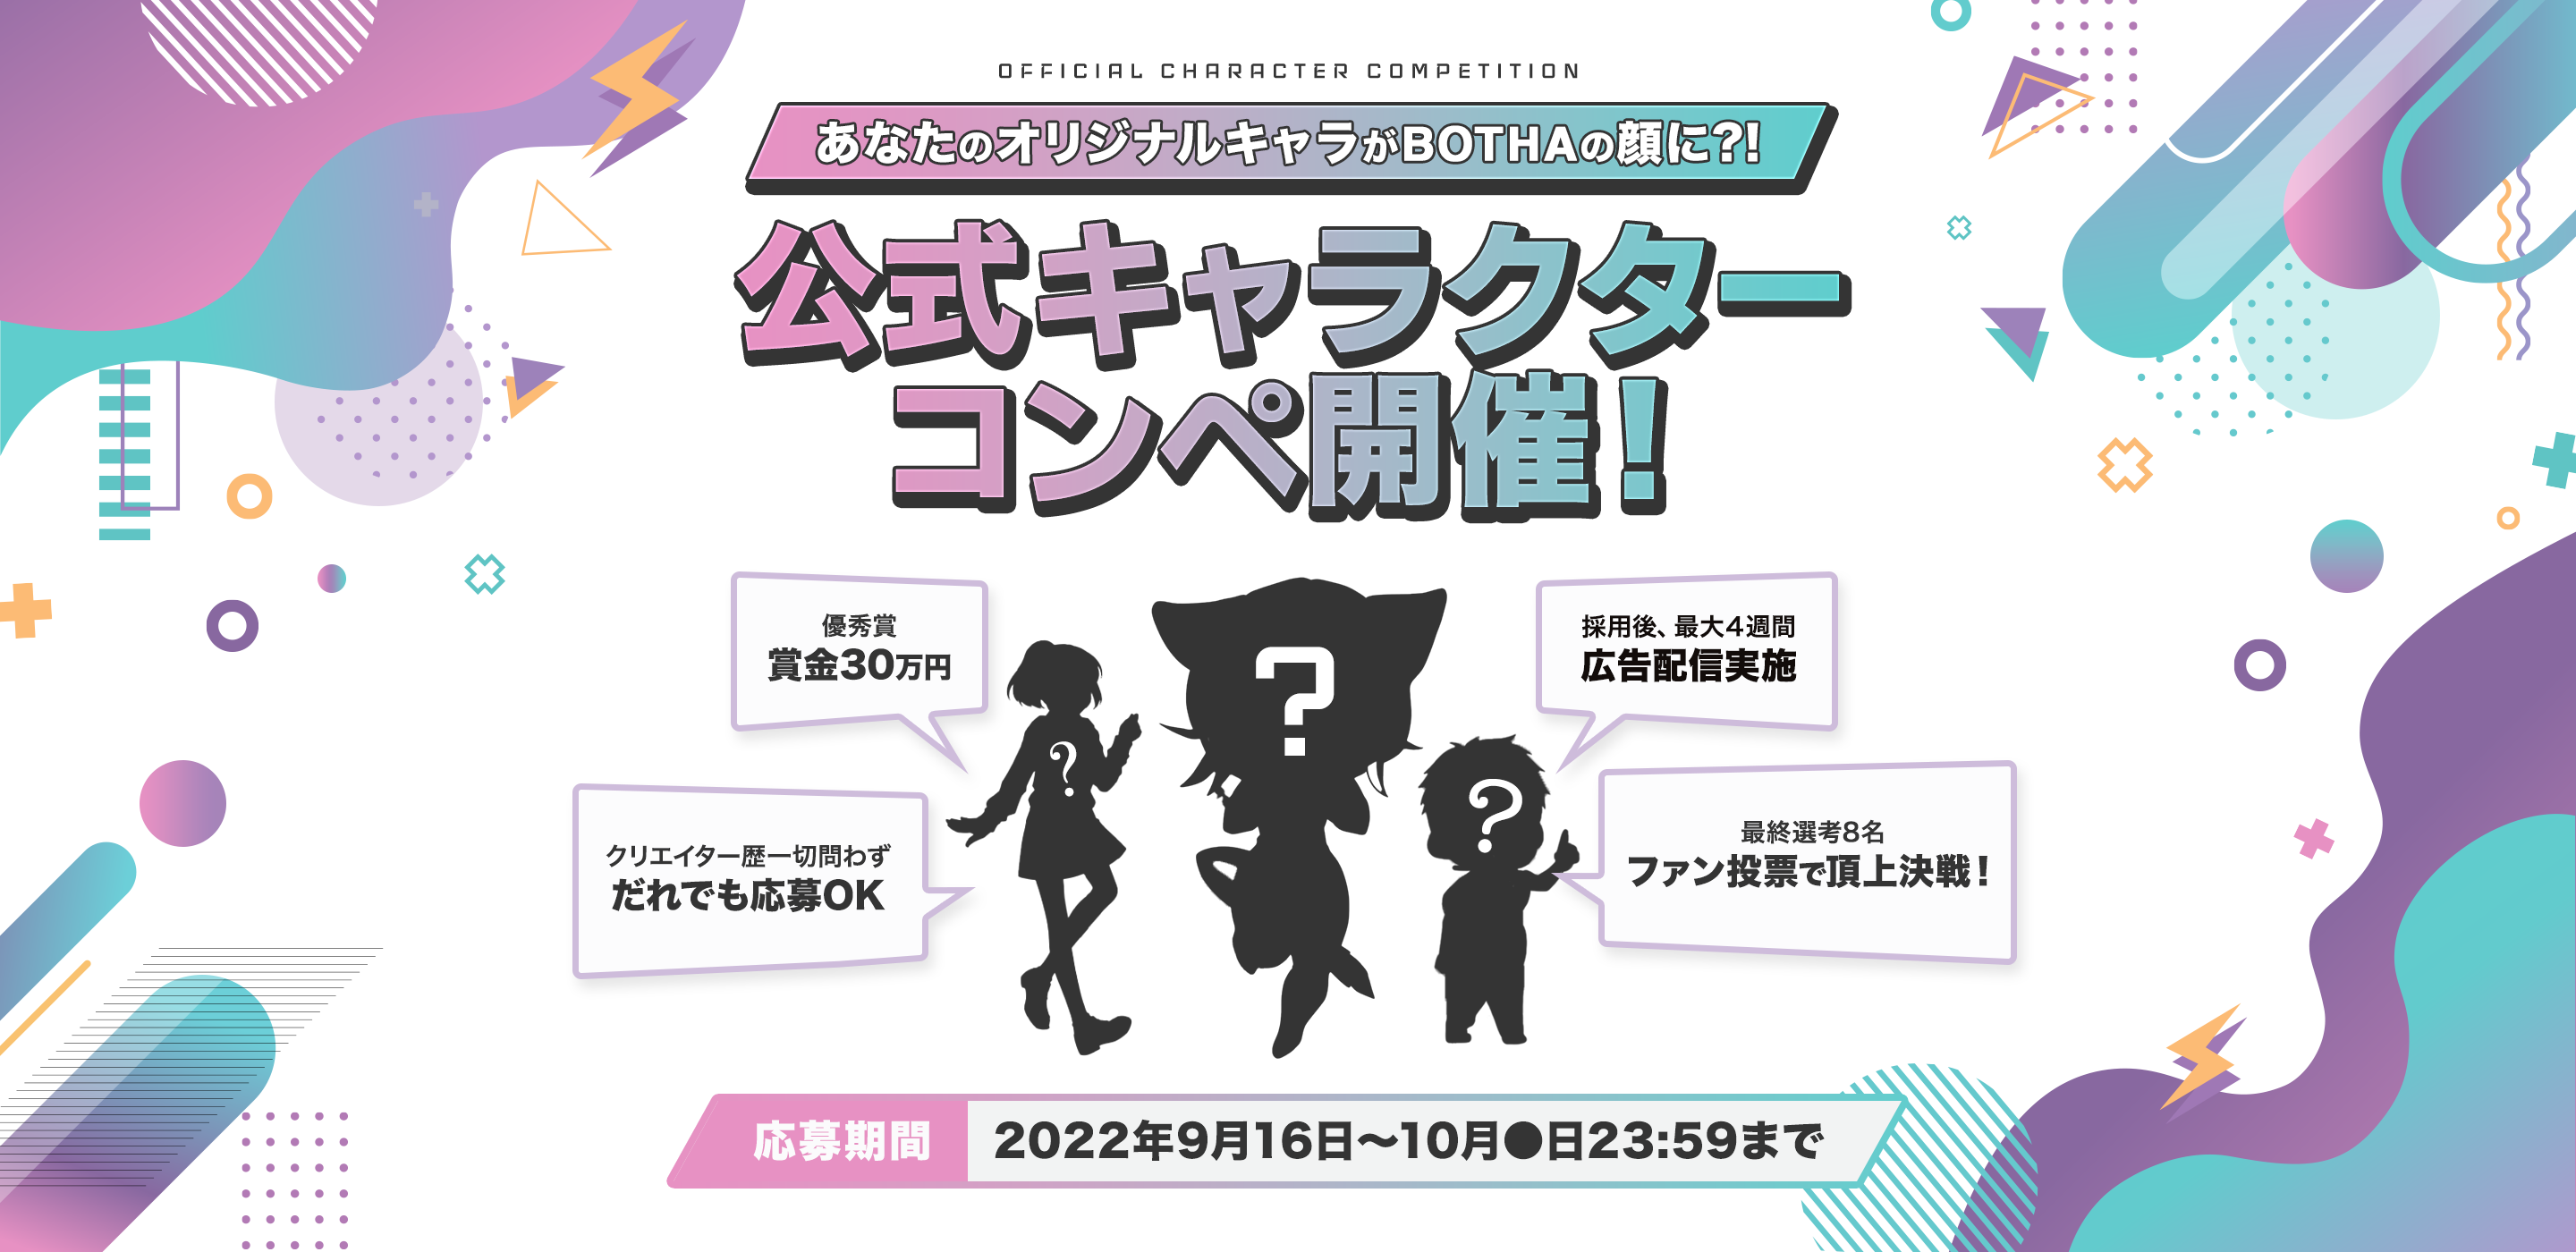 OFFICIAL CHARACTER COMPETITION
あなたのオリジナルキャラがBOTHAの顔に?!
公式キャラクター
コンペ開催！
優秀賞
賞金30万円
採用後、最大4週間
広告配信実施
クリエイター歴一切問わず
だれでも応募OK
最終選考8名
ファン投票で頂上決戦！
?
?
?
応募期間
2022年9月16日～10月●日23:59まで